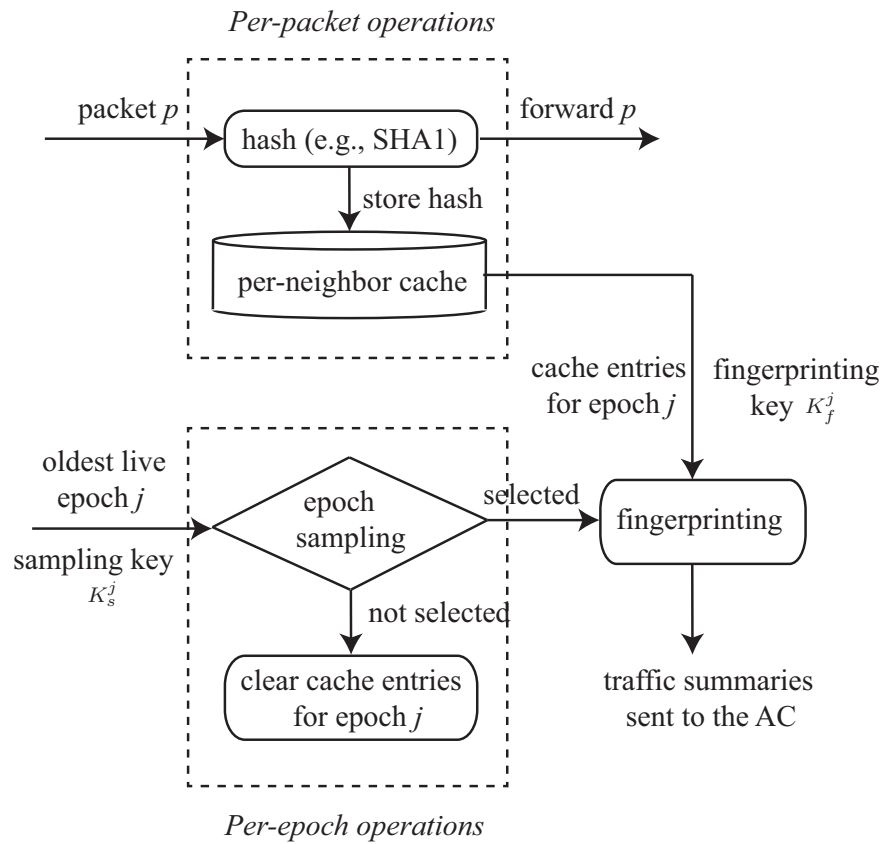 Per-packet operations
packet p
hash (e.g., SHA1)
forward p
store hash
per-neighbor cache
cache entries
for epoch j
fingerprinting
key K_f^j
oldest live
epoch j
sampling key
K_s^j
epoch
sampling
selected
fingerprinting
not selected
clear cache entries
for epoch j
traffic summaries
sent to the AC
Per-epoch operations